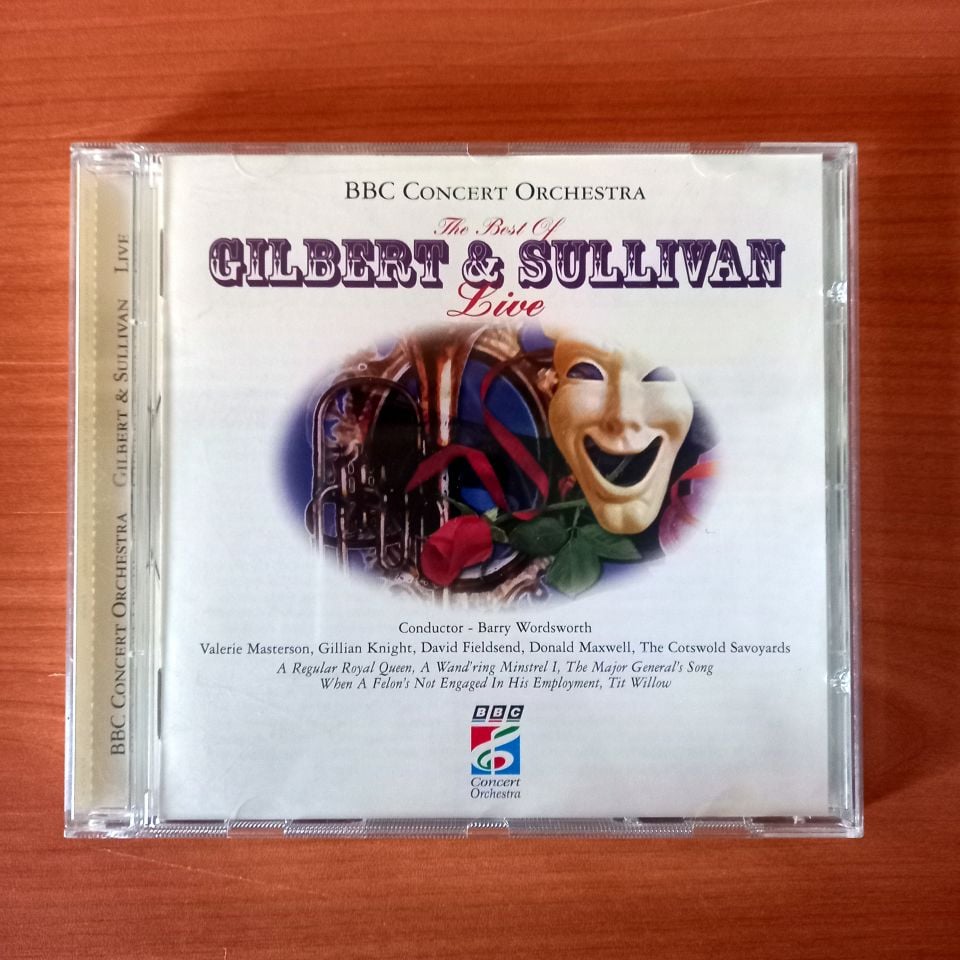 BBC CONCERT ORCHESTRA
The Best Of
GILBERT & SULLIVAN
Live
Conductor - Barry Wordsworth
Valerie Masterson, Gillian Knight, David Fieldsend, Donald Maxwell, The Cotswold Savoyards
A Regular Royal Queen, A Wand'ring Minstrel I, The Major General's Song
When A Felon's Not Engaged In His Employment, Tit Willow
BBC
Concert
Orchestra
BBC CONCERT ORCHESTRA GILBERT & SULLIVAN LIVE